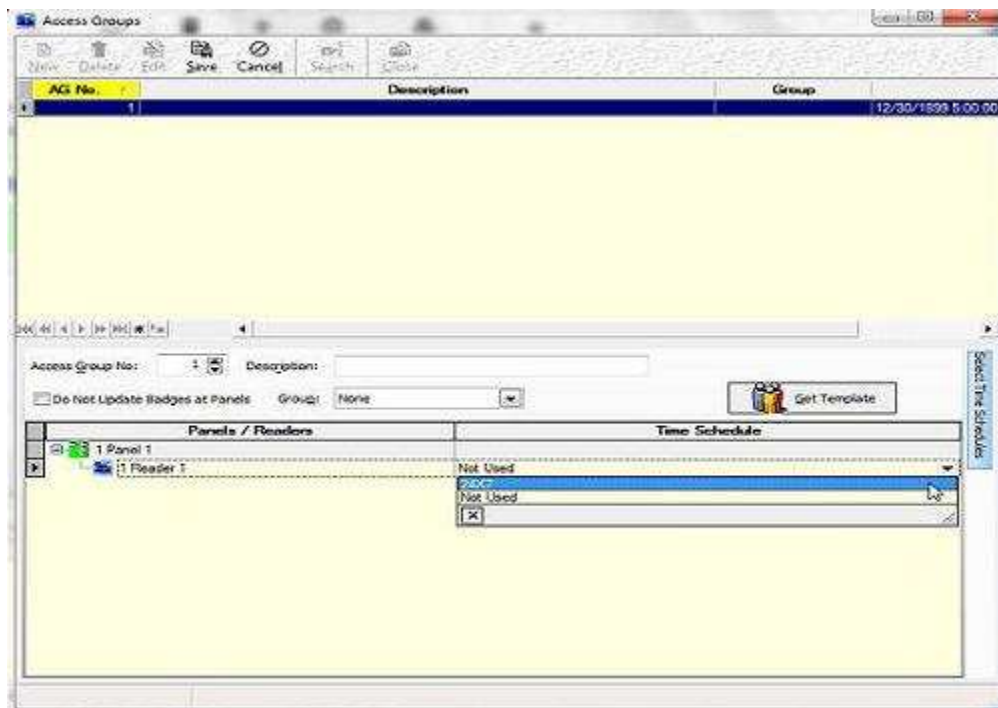 Access Groups
New Delete Edit Save Cancel Search Close
AG No. Description Group
1 12/30/1899 5:00:00
Access Group No: 1 Description:
Do Not Update Badges at Panels Group: None Get Template
Select Time Schedules
Panels / Readers Time Schedule
1 Panel 1
1 Reader 1 Not Used
24X7
Not Used